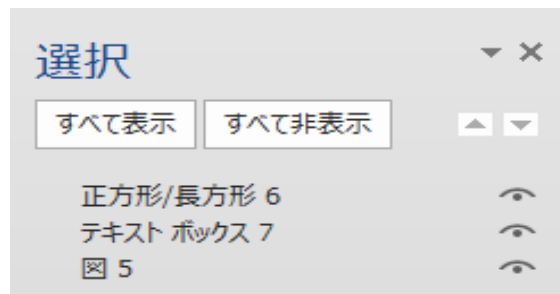 選択
すべて表示 すべて非表示
正方形/長方形 6
テキスト ボックス 7
図 5